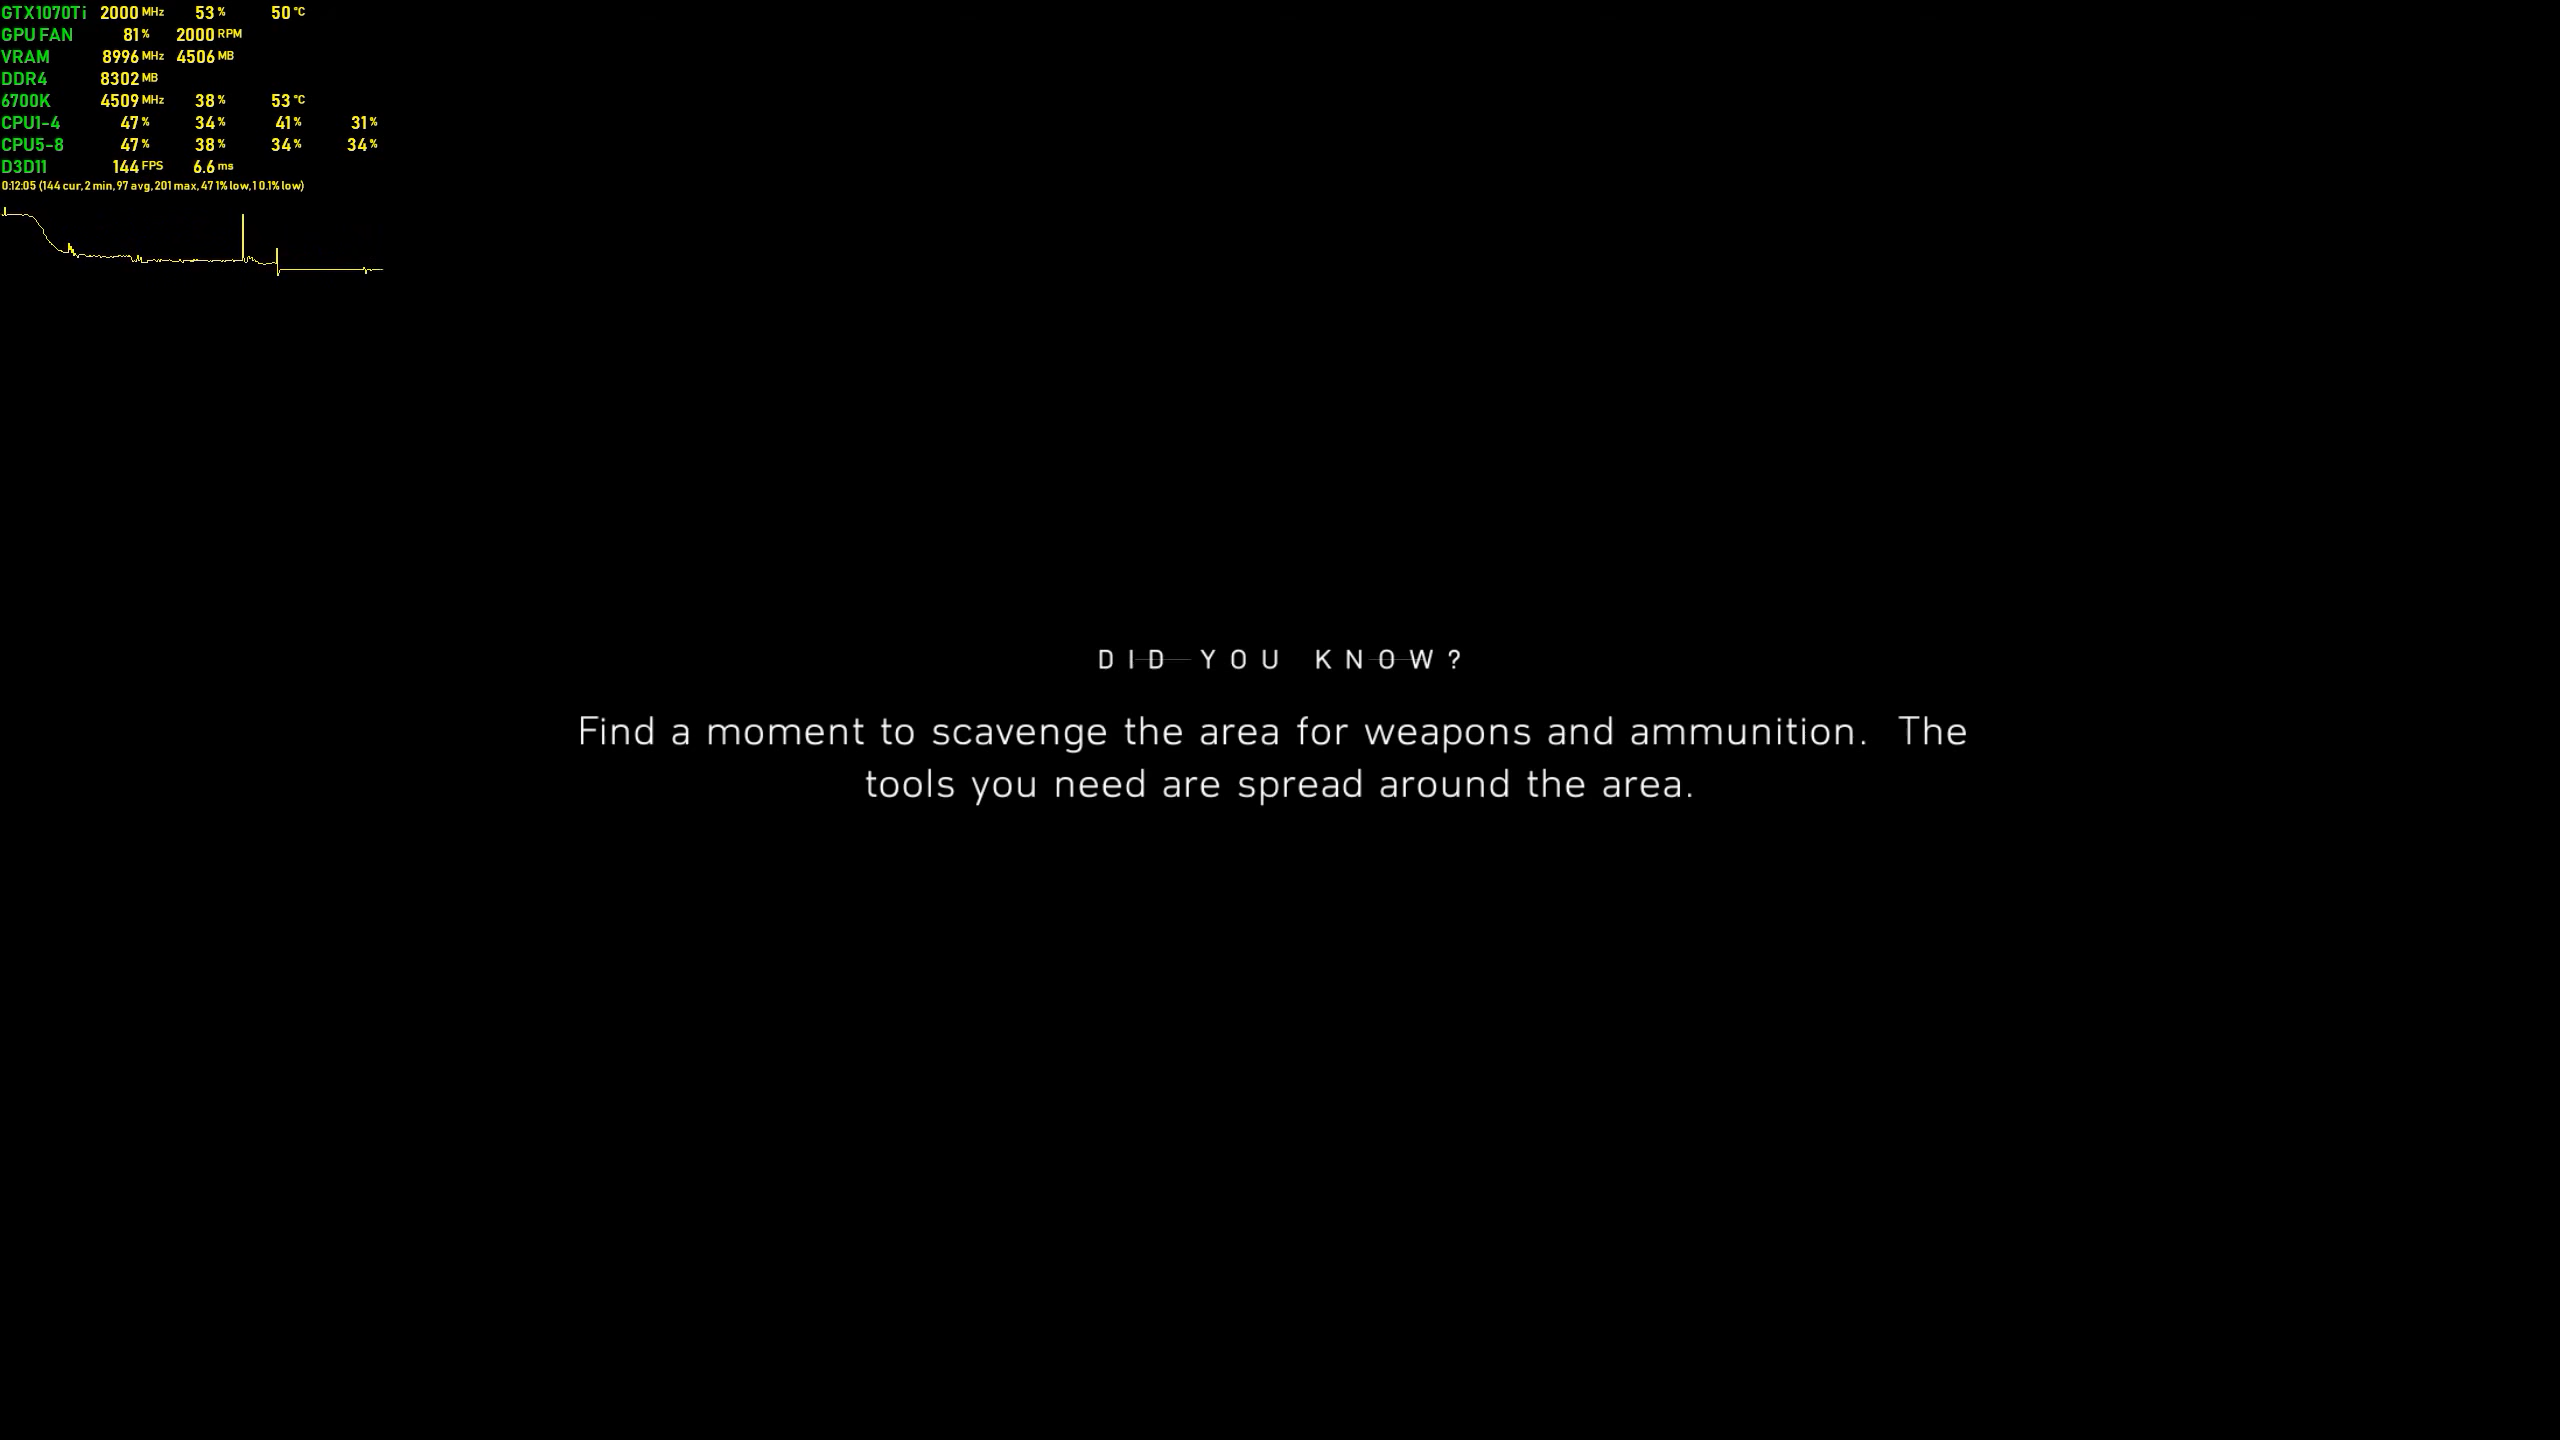 GTX1070Ti 2000 MHz 53 % 50 °C
GPU FAN 81 % 2000 RPM
VRAM 8996 MHz 4506 MB
DDR4 8302 MB
6700K 4509 MHz 38 % 53 °C
CPU1-4 47 % 34 % 41 % 31 %
CPU5-8 47 % 38 % 34 % 34 %
D3D11 144 FPS 6.6 ms
0:12:05 (144 cur, 2 min, 97 avg, 201 max, 47 1% low, 1 0.1% low)
DID YOU KNOW?
Find a moment to scavenge the area for weapons and ammunition.  The
tools you need are spread around the area.